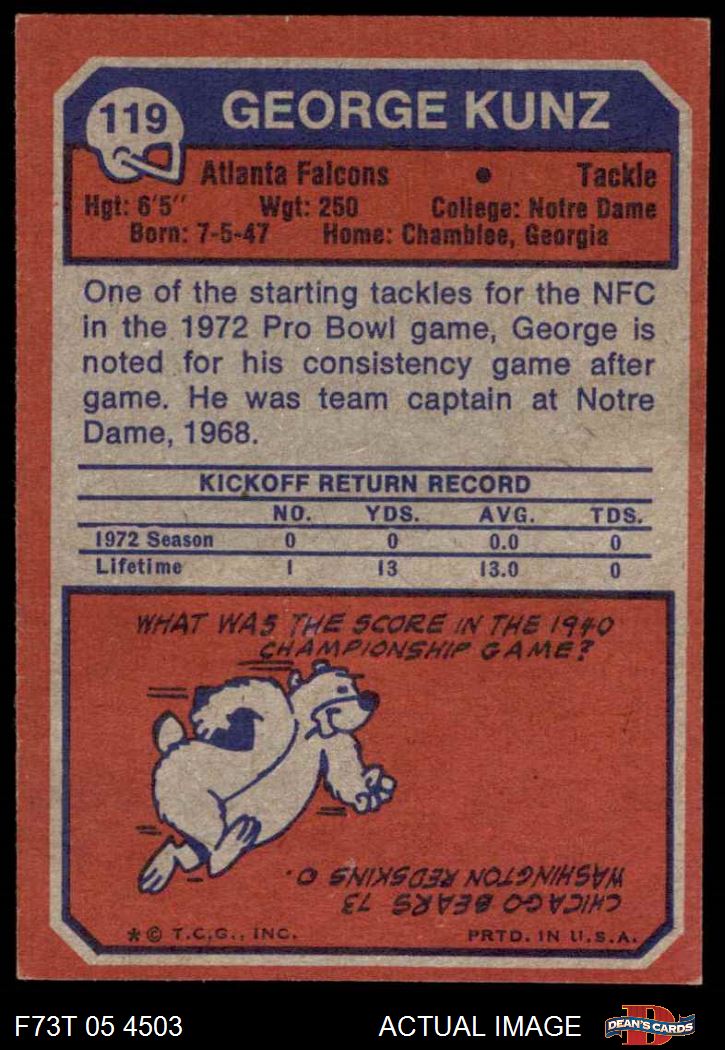 119
GEORGE KUNZ
Atlanta Falcons • Tackle
Hgt: 6'5" Wgt: 250 College: Notre Dame
Born: 7-5-47 Home: Chamblee, Georgia
One of the starting tackles for the NFC
in the 1972 Pro Bowl game, George is
noted for his consistency game after
game. He was team captain at Notre
Dame, 1968.
KICKOFF RETURN RECORD
NO. YDS. AVG. TDS.
1972 Season 0 0 0.0 0
Lifetime 1 13 13.0 0
WHAT WAS THE SCORE IN THE 1940
CHAMPIONSHIP GAME?
CHICAGO BEARS 73
WASHINGTON REDSKINS 0.
*© T.C.G., INC. PRTD. IN U.S.A.
F73T 05 4503 ACTUAL IMAGE
D
DEAN'S CARDS